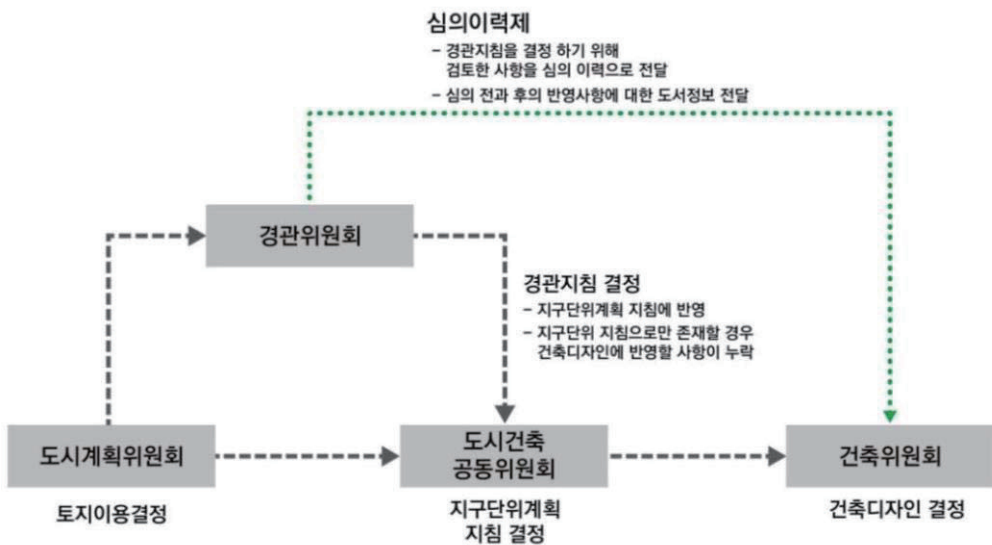 심의이력제
- 경관지침을 결정 하기 위해
검토한 사항을 심의 이력으로 전달
- 심의 전과 후의 반영사항에 대한 도서정보 전달
경관위원회
경관지침 결정
- 지구단위계획 지침에 반영
- 지구단위 지침으로만 존재할 경우
건축디자인에 반영할 사항이 누락
도시계획위원회
토지이용결정
도시건축
공동위원회
지구단위계획
지침 결정
건축위원회
건축디자인 결정